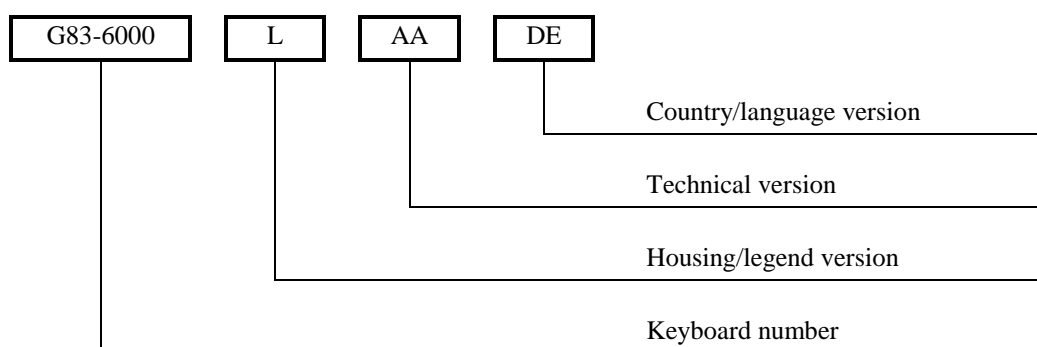 G83-6000 L AA DE
Country/language version
Technical version
Housing/legend version
Keyboard number